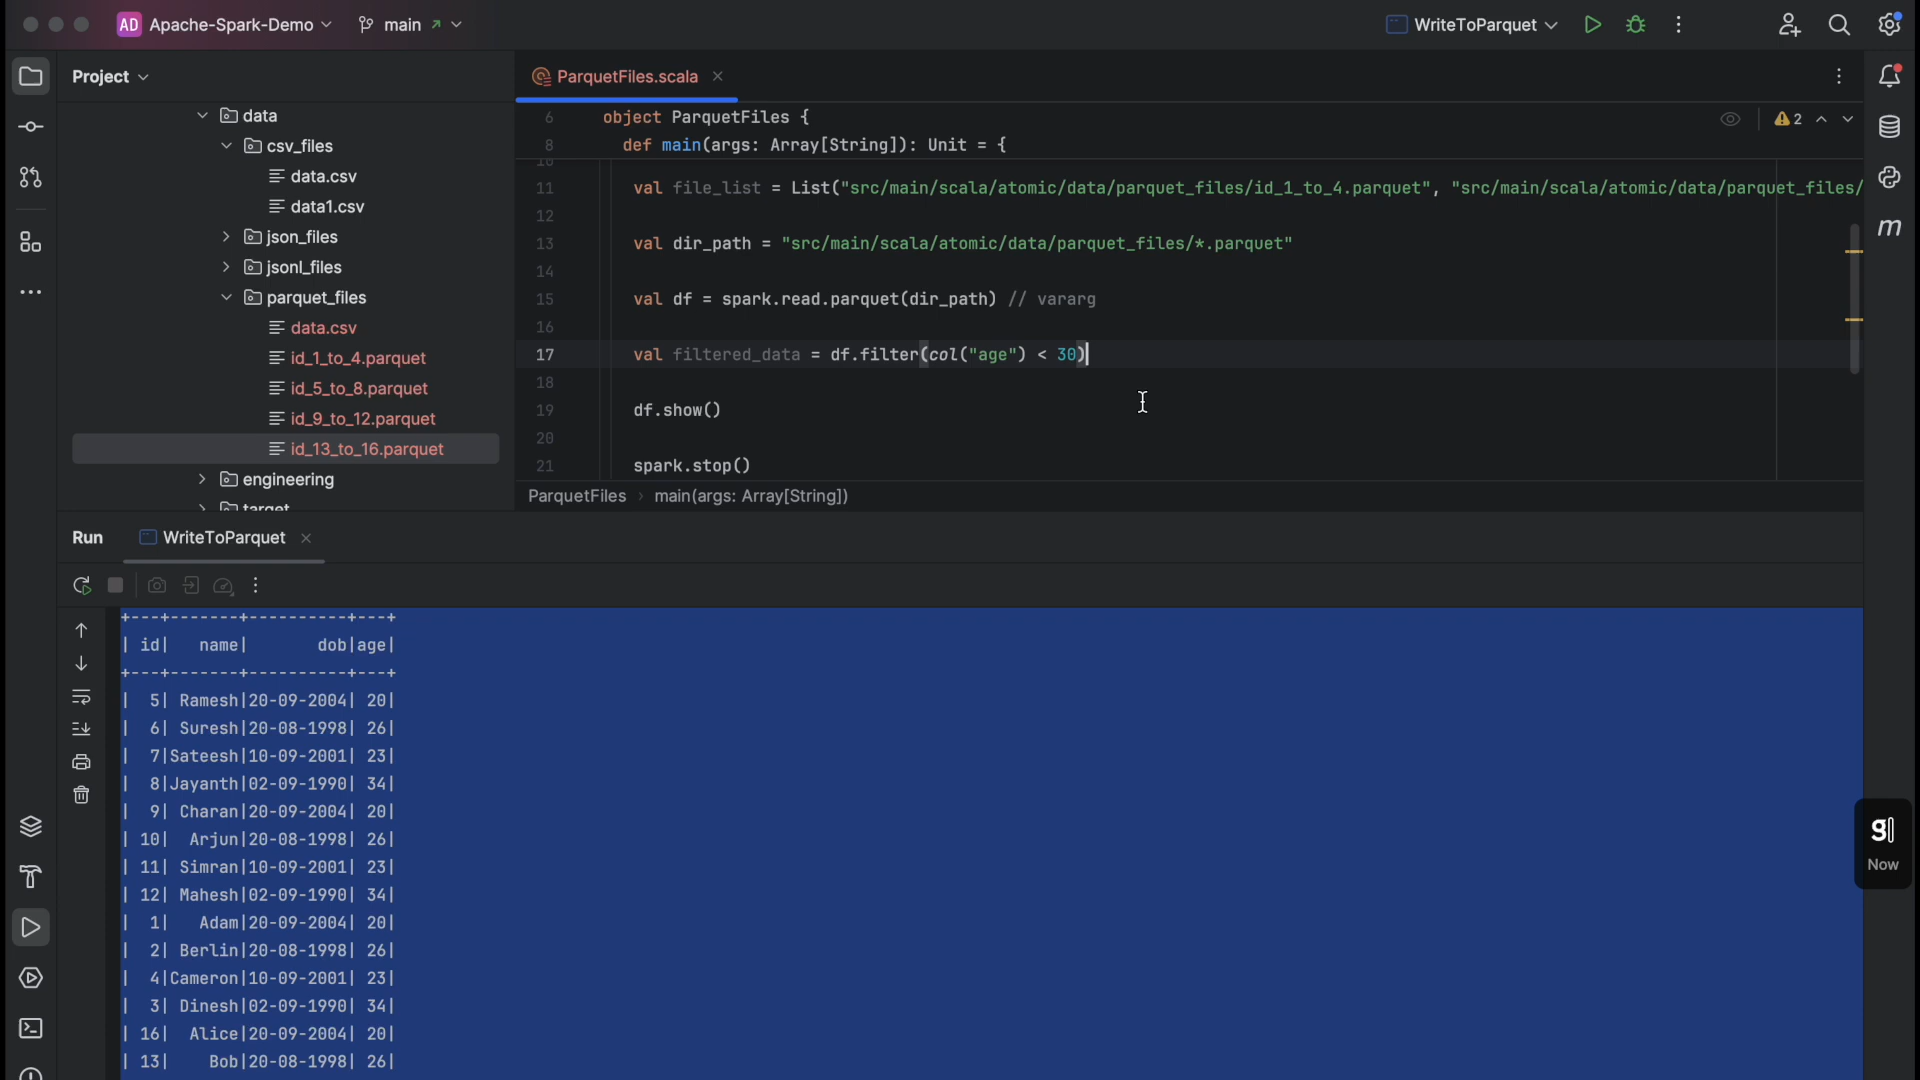 AD Apache-Spark-Demo main WriteToParquet
Project
data
csv_files
data.csv
data1.csv
json_files
jsonl_files
parquet_files
data.csv
id_1_to_4.parquet
id_5_to_8.parquet
id_9_to_12.parquet
id_13_to_16.parquet
engineering
target
ParquetFiles.scala
2
6 object ParquetFiles {
8 def main(args: Array[String]): Unit = {
10
11 val file_list = List("src/main/scala/atomic/data/parquet_files/id_1_to_4.parquet", "src/main/scala/atomic/data/parquet_files/
12
13 val dir_path = "src/main/scala/atomic/data/parquet_files/*.parquet"
14
15 val df = spark.read.parquet(dir_path) // vararg
16
17 val filtered_data = df.filter(col("age") < 30)
18
19 df.show()
20
21 spark.stop()
ParquetFiles › main(args: Array[String])
m
Run WriteToParquet
+---+-------+----------+---+
| id|   name|       dob|age|
+---+-------+----------+---+
|  5| Ramesh|20-09-2004| 20|
|  6| Suresh|20-08-1998| 26|
|  7|Sateesh|10-09-2001| 23|
|  8|Jayanth|02-09-1990| 34|
|  9| Charan|20-09-2004| 20|
| 10|  Arjun|20-08-1998| 26|
| 11| Simran|10-09-2001| 23|
| 12| Mahesh|02-09-1990| 34|
|  1|   Adam|20-09-2004| 20|
|  2| Berlin|20-08-1998| 26|
|  4|Cameron|10-09-2001| 23|
|  3| Dinesh|02-09-1990| 34|
| 16|  Alice|20-09-2004| 20|
| 13|    Bob|20-08-1998| 26|
g
Now